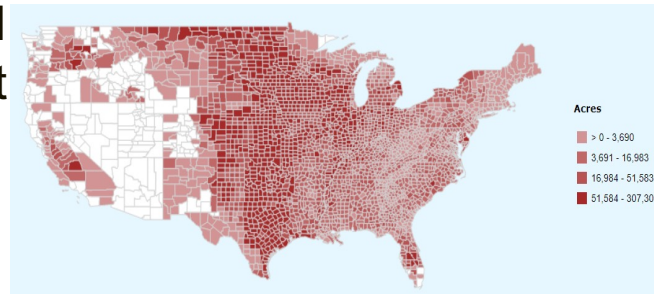 Acres
> 0 - 3,690
3,691 - 16,983
16,984 - 51,583
51,584 - 307,30